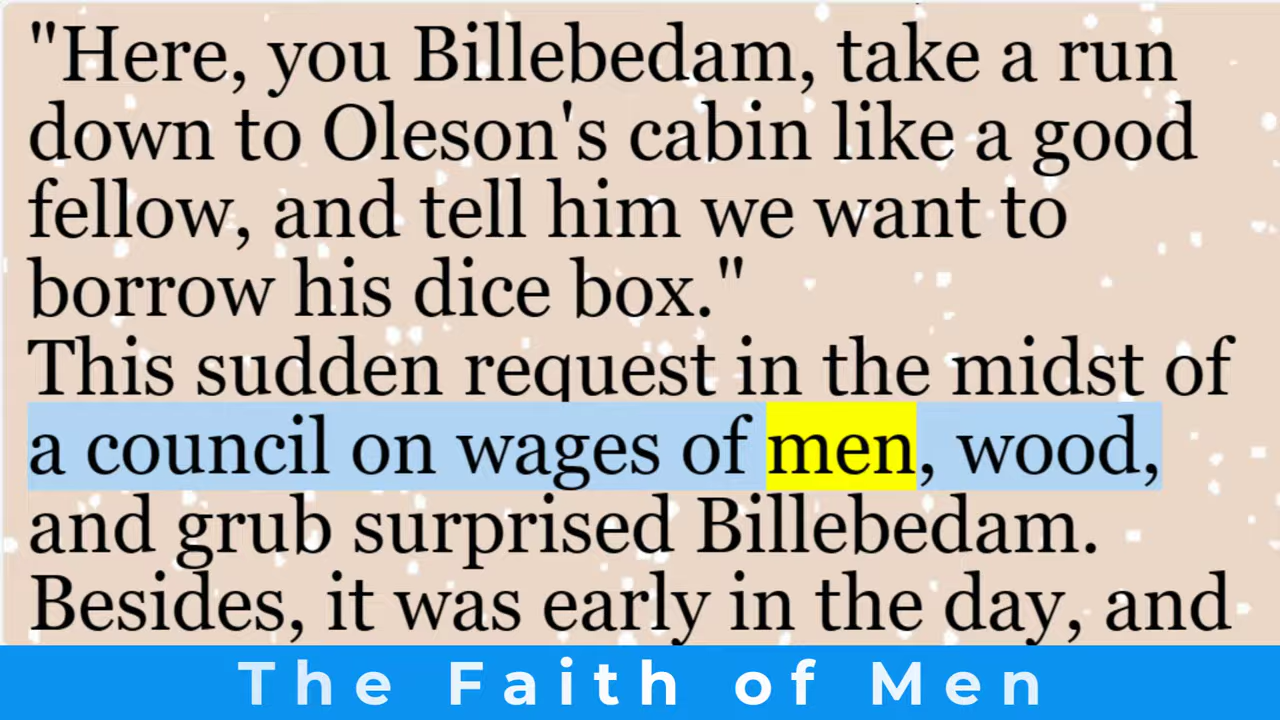 "Here, you Billebedam, take a run
down to Oleson's cabin like a good
fellow, and tell him we want to
borrow his dice box."
This sudden request in the midst of
a council on wages of men, wood,
and grub surprised Billebedam.
Besides, it was early in the day, and
The Faith of Men